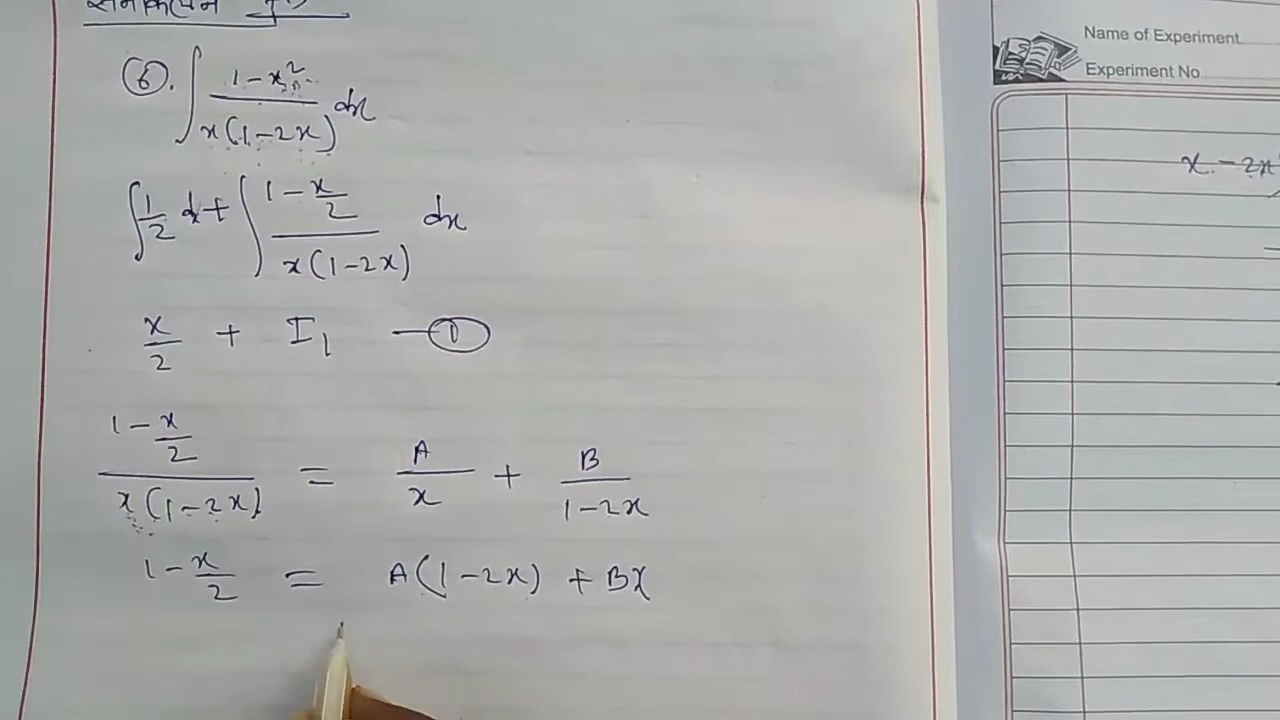 (6). ∫ (1 - x²)/(x(1-2x)) dx
∫ 1/2 dx + ∫ (1 - x/2)/(x(1-2x)) dx
x/2 + I₁ —(1)
(1 - x/2)/(x(1-2x)) = A/x + B/(1-2x)
1 - x/2 = A(1-2x) + Bx
Name of Experiment
Experiment No.
x - 2x